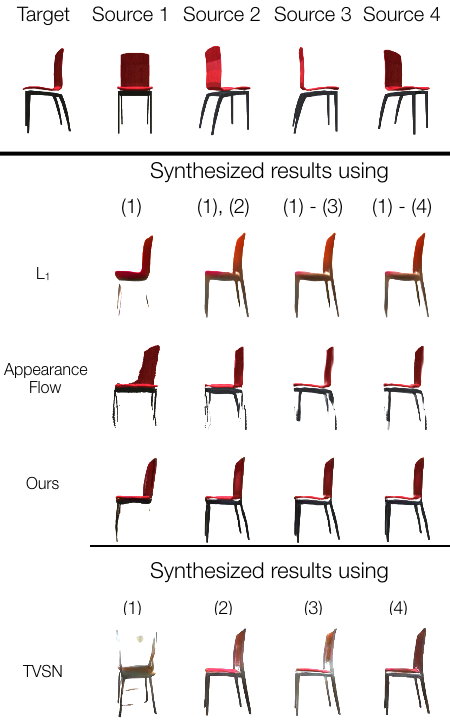 Target Source 1 Source 2 Source 3 Source 4
Synthesized results using
(1) (1), (2) (1) - (3) (1) - (4)
L₁
Appearance
Flow
Ours
Synthesized results using
(1) (2) (3) (4)
TVSN